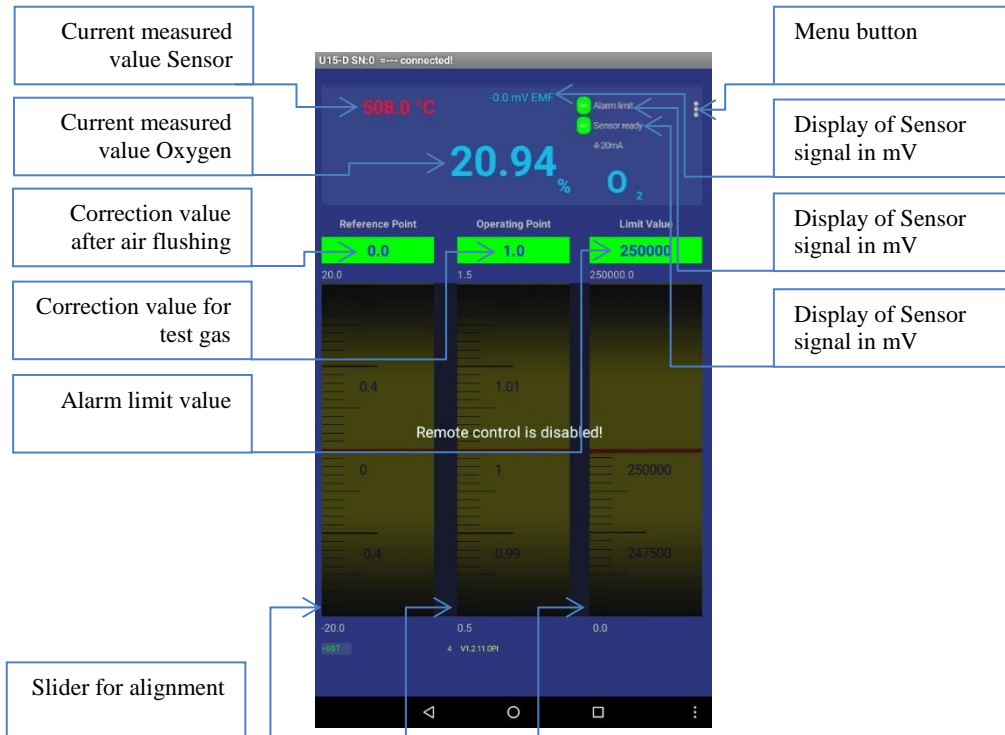 Current measured
value Sensor
Current measured
value Oxygen
Correction value
after air flushing
Correction value for
test gas
Alarm limit value
Slider for alignment
U15-D SN:0 =--- connected!
508.0 °C
-0.0 mV EMF
Alarm limit
Sensor ready
4-20mA
20.94 %
O 2
Reference Point Operating Point Limit Value
0.0 1.0 250000
20.0 1.5 250000.0
0.4 1.01
Remote control is disabled!
0 1 250000
-0.4 0.99 247500
-20.0 0.5 0.0
4 V1.2.11 DPI
Menu button
Display of Sensor
signal in mV
Display of Sensor
signal in mV
Display of Sensor
signal in mV